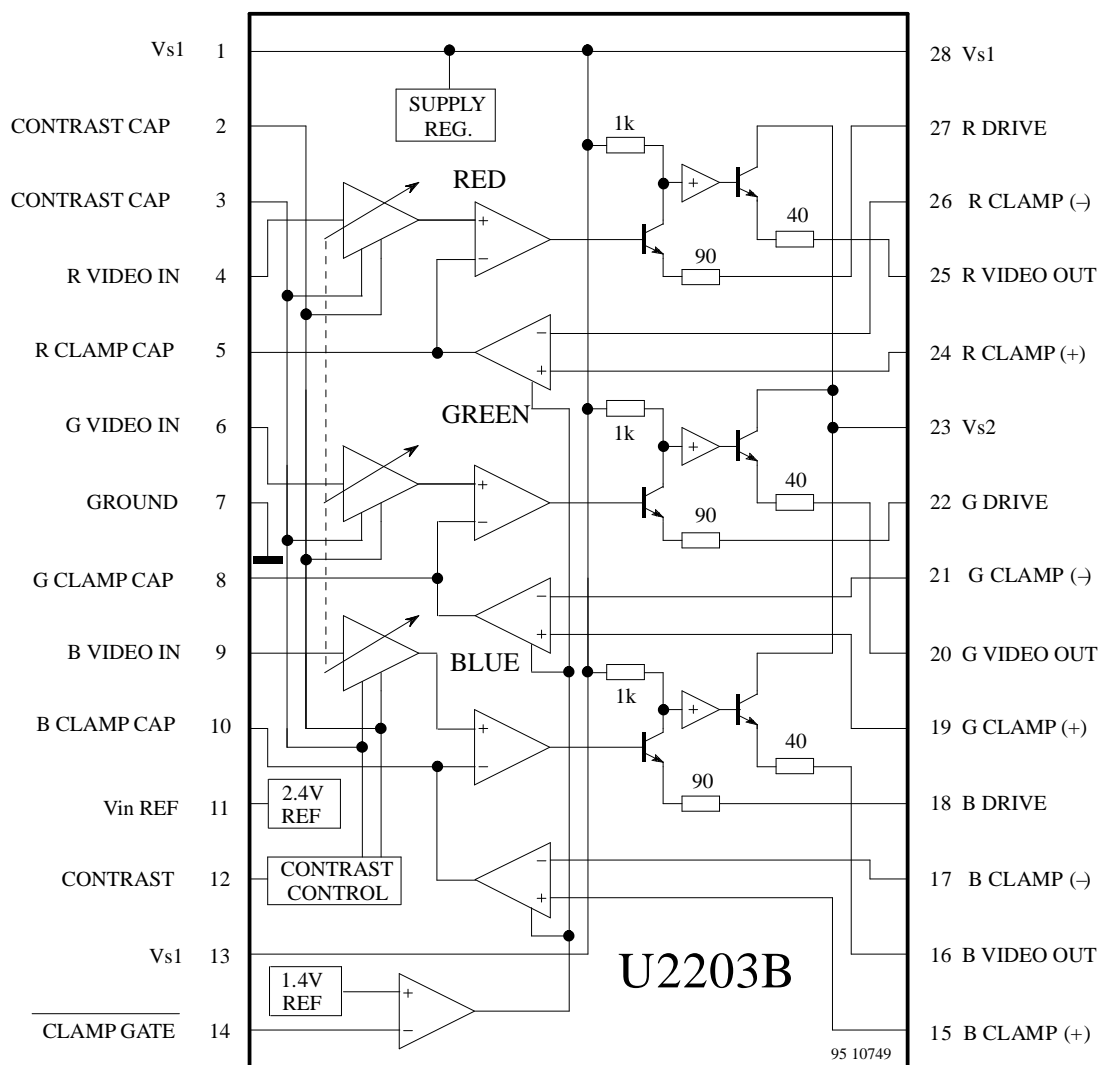 Vs1 1
28 Vs1
SUPPLY
REG.
1k
CONTRAST CAP 2
27 R DRIVE
+
RED
CONTRAST CAP 3
26 R CLAMP (–)
+
–
40
90
R VIDEO IN 4
25 R VIDEO OUT
–
+
R CLAMP CAP 5
24 R CLAMP (+)
GREEN
1k
G VIDEO IN 6
23 Vs2
+
+
–
40
GROUND 7
22 G DRIVE
90
G CLAMP CAP 8
21 G CLAMP (–)
–
+
B VIDEO IN 9
BLUE
20 G VIDEO OUT
1k
+
B CLAMP CAP 10
19 G CLAMP (+)
+
–
40
90
Vin REF 11
2.4V
REF
18 B DRIVE
–
+
CONTRAST 12
CONTRAST
CONTROL
17 B CLAMP (–)
Vs1 13
U2203B
16 B VIDEO OUT
1.4V
REF
+
–
CLAMP GATE 14
15 B CLAMP (+)
95 10749